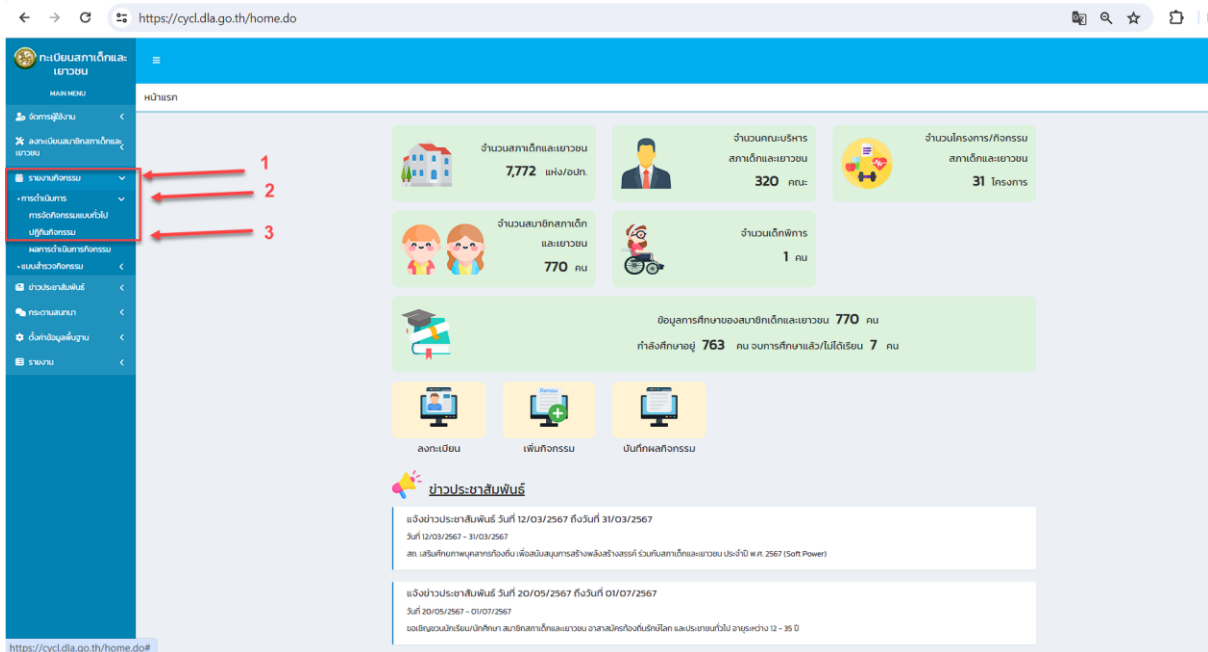 https://cycl.dla.go.th/home.do
ทะเบียนสภาเด็กและ
เยาวชน
MAIN MENU
หน้าแรก
จัดการผู้ใช้งาน
ลงทะเบียนสมาชิกสภาเด็กและ
เยาวชน
รายงานกิจกรรม
1
•การดำเนินการ
2
การจัดกิจกรรมแบบทั่วไป
ปฏิทินกิจกรรม
3
ผลการดำเนินการกิจกรรม
•แบบสำรวจกิจกรรม
ข่าวประชาสัมพันธ์
กระดานสนทนา
ตั้งค่าข้อมูลพื้นฐาน
รายงาน
จำนวนสภาเด็กและเยาวชน
7,772 แห่ง/อปท.
จำนวนคณะบริหาร
สภาเด็กและเยาวชน
320 คณะ
จำนวนโครงการ/กิจกรรม
สภาเด็กและเยาวชน
31 โครงการ
จำนวนสมาชิกสภาเด็ก
และเยาวชน
770 คน
จำนวนเด็กพิการ
1 คน
ข้อมูลการศึกษาของสมาชิกเด็กและเยาวชน 770 คน
กำลังศึกษาอยู่ 763 คน จบการศึกษาแล้ว/ไม่ได้เรียน 7 คน
ลงทะเบียน
กิจกรรม
เพิ่มกิจกรรม
บันทึกผลกิจกรรม
ข่าวประชาสัมพันธ์
แจ้งข่าวประชาสัมพันธ์ วันที่ 12/03/2567 ถึงวันที่ 31/03/2567
วันที่ 12/03/2567 - 31/03/2567
สถ. เสริมศักยภาพบุคลากรท้องถิ่น เพื่อสนับสนุนการสร้างพลังสร้างสรรค์ ร่วมกับสภาเด็กและเยาวชน ประจำปี พ.ศ. 2567 (Soft Power)
แจ้งข่าวประชาสัมพันธ์ วันที่ 20/05/2567 ถึงวันที่ 01/07/2567
วันที่ 20/05/2567 - 01/07/2567
ขอเชิญชวนนักเรียน/นักศึกษา สมาชิกสภาเด็กและเยาวชน อาสาสมัครท้องถิ่นรักษ์โลก และประชาชนทั่วไป อายุระหว่าง 12 - 35 ปี
https://cycl.dla.go.th/home.do#